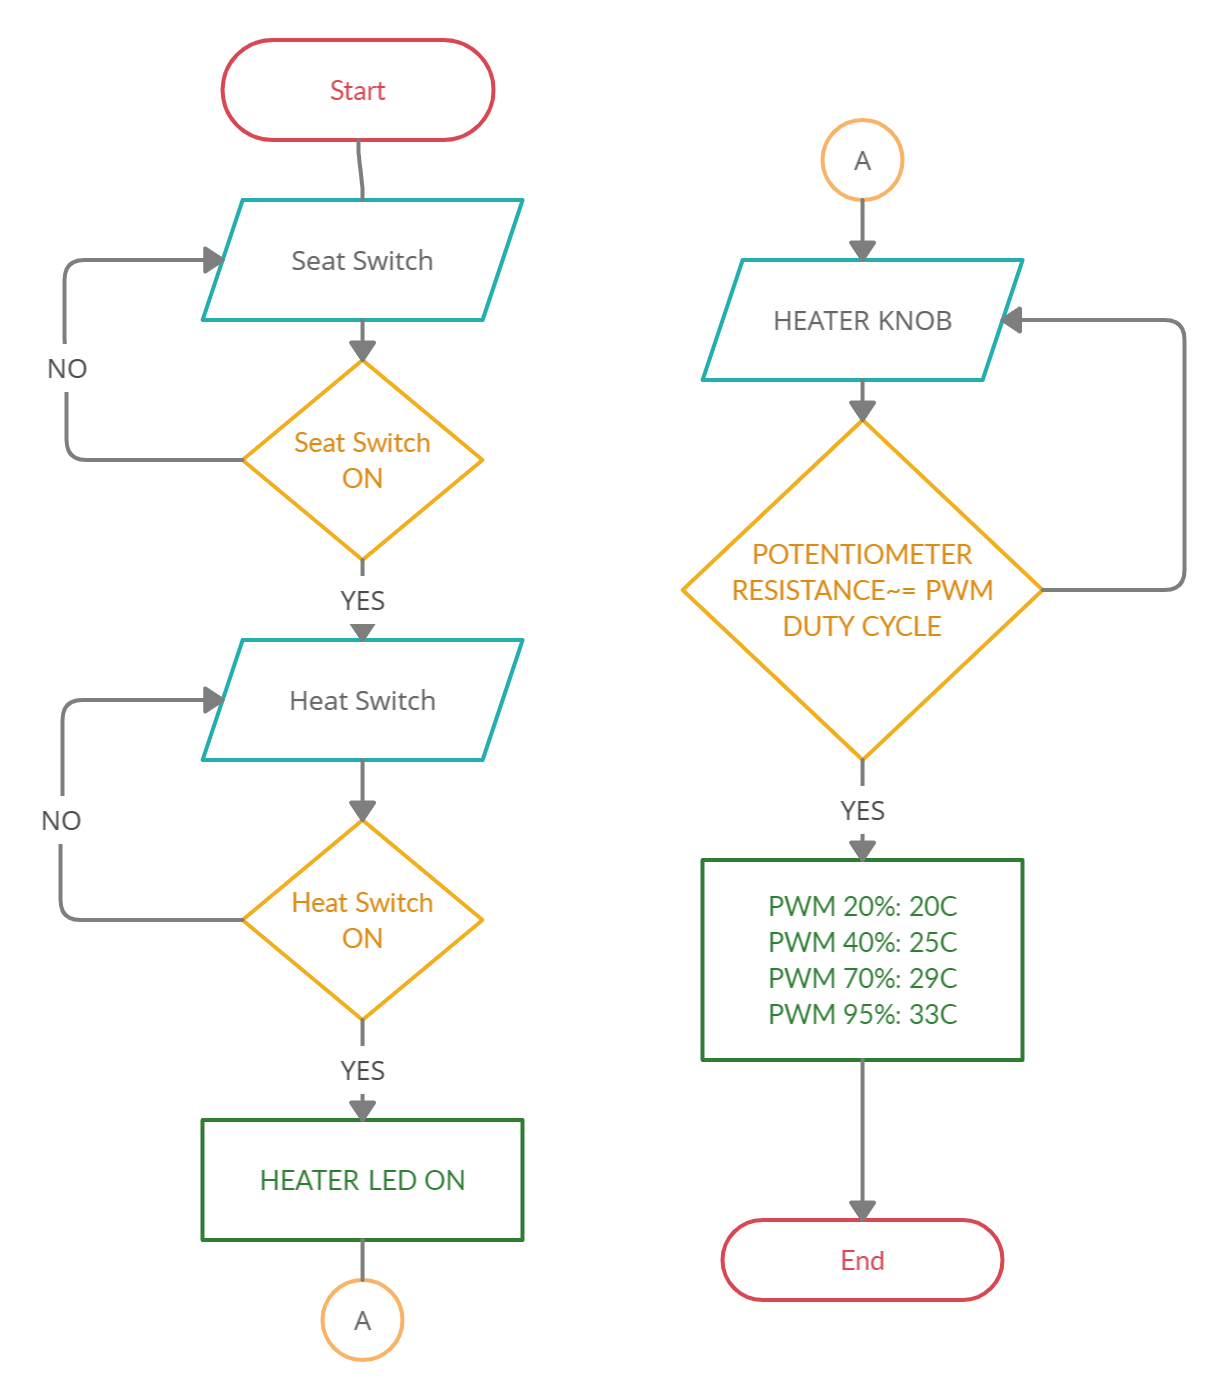 Start
Seat Switch
NO
Seat Switch
ON
YES
Heat Switch
NO
Heat Switch
ON
YES
HEATER LED ON
A
A
HEATER KNOB
POTENTIOMETER
RESISTANCE~= PWM
DUTY CYCLE
YES
PWM 20%: 20C
PWM 40%: 25C
PWM 70%: 29C
PWM 95%: 33C
End